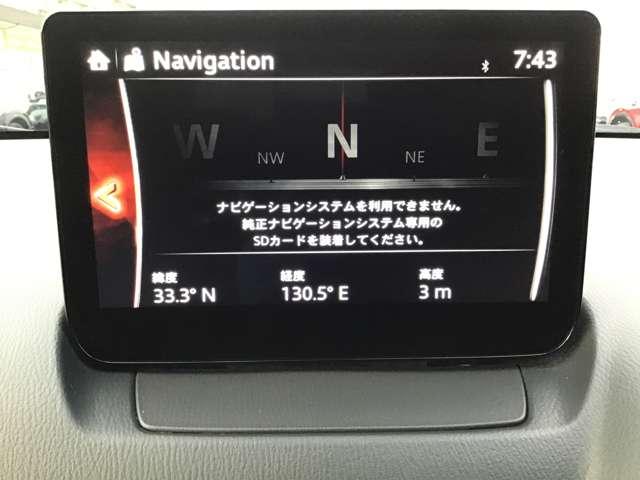 Navigation
7:43
W NW N NE E
ナビゲーションシステムを利用できません。
純正ナビゲーションシステム専用の
SDカードを装着してください。
緯度 経度 高度
33.3° N 130.5° E 3 m